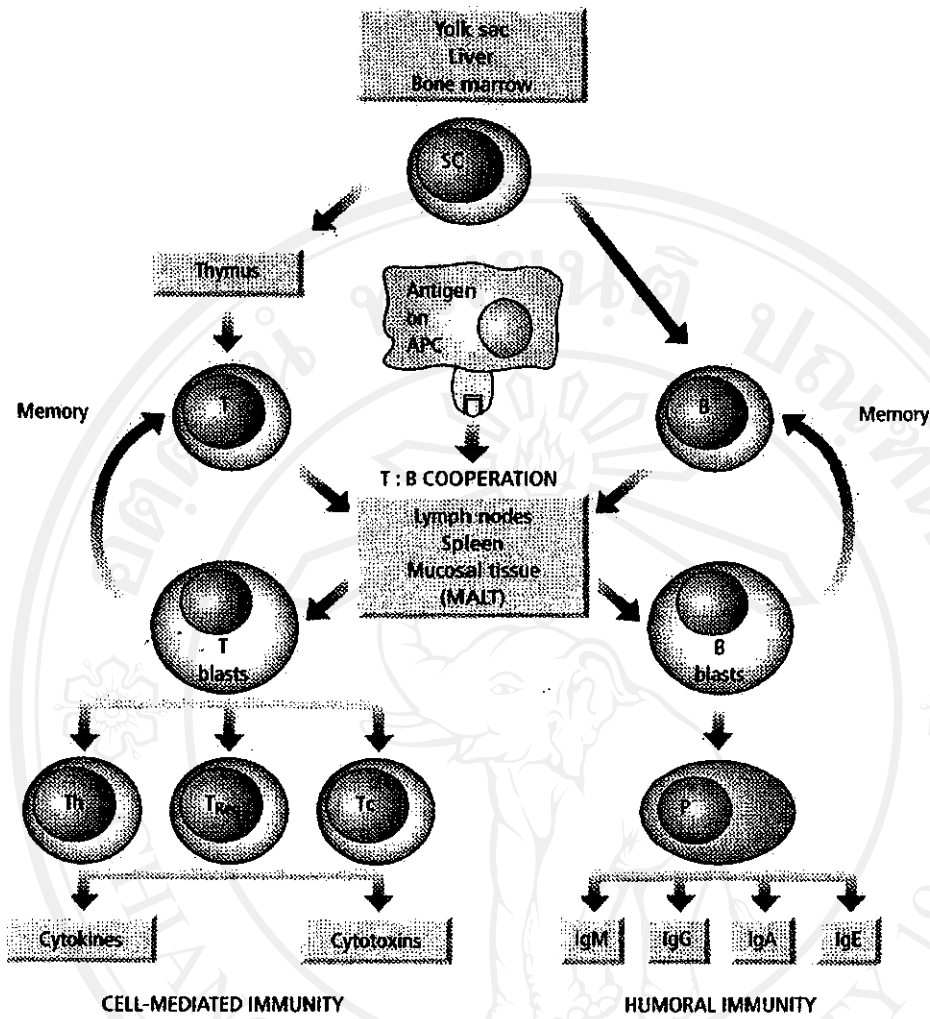 Yolk sac
Liver
Bone marrow
SC
Thymus
Antigen
on
APC
T
B
Memory
Memory
T : B COOPERATION
Lymph nodes
Spleen
Mucosal tissue
(MALT)
T
blasts
B
blasts
Th
TReg
Tc
P
Cytokines
Cytotoxins
IgM
IgG
IgA
IgE
CELL-MEDIATED IMMUNITY
HUMORAL IMMUNITY